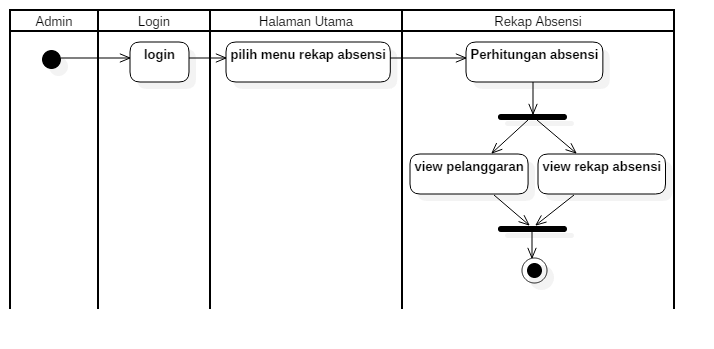 Admin
Login
Halaman Utama
Rekap Absensi
login
pilih menu rekap absensi
Perhitungan absensi
view pelanggaran
view rekap absensi